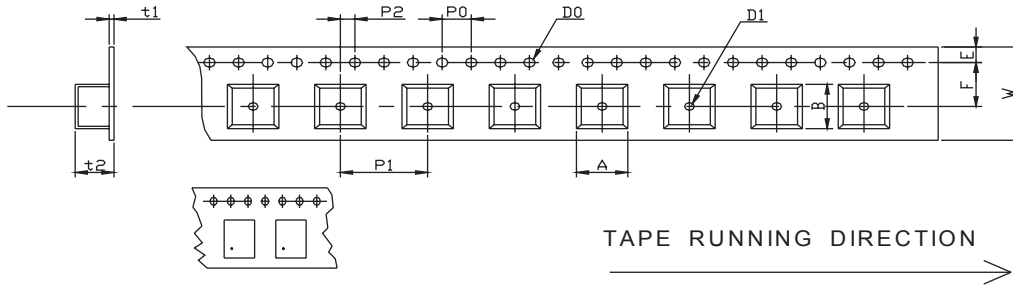 t1
P2
P0
D0
D1
E
F
W
B
t2
P1
A
TAPE RUNNING DIRECTION